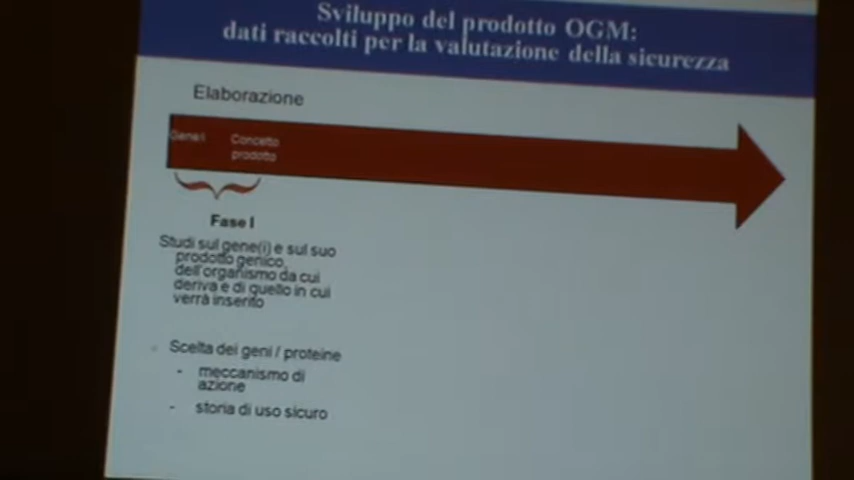 Sviluppo del prodotto OGM:
dati raccolti per la valutazione della sicurezza
Elaborazione
Gene I
Concetto
prodotto
Fase I
Studi sul gene(i) e sul suo
prodotto genico,
dell'organismo da cui
deriva e di quello in cui
verrà inserito
Scelta dei geni / proteine
- meccanismo di
azione
- storia di uso sicuro